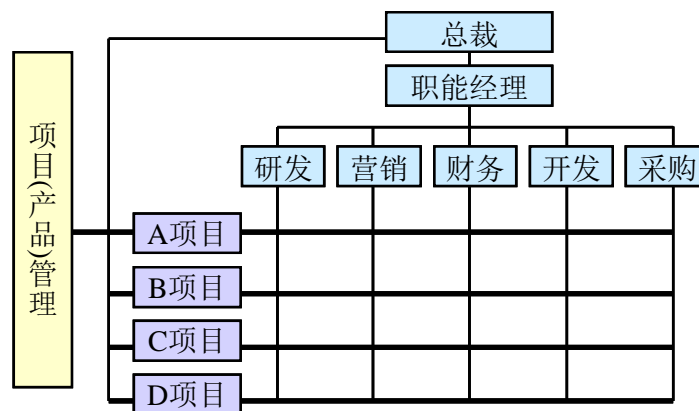 总裁
职能经理
项目(产品)管理
研发 营销 财务 开发 采购
A项目
B项目
C项目
D项目